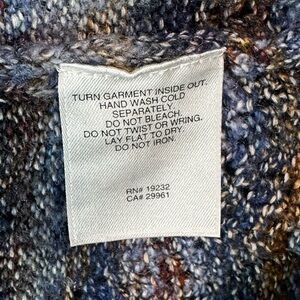 TURN GARMENT INSIDE OUT.
HAND WASH COLD
SEPARATELY.
DO NOT BLEACH.
DO NOT TWIST OR WRING.
LAY FLAT TO DRY.
DO NOT IRON.
RN# 19232
CA# 29961